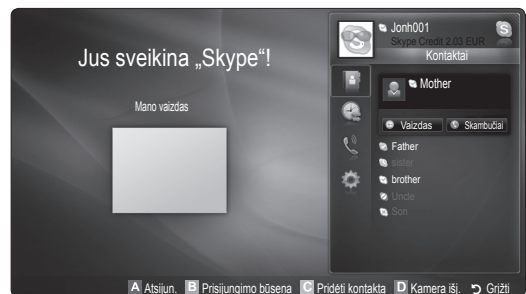 Jus sveikina „Skype“!
Mano vaizdas
Jonh001
Skype Credit 2.03 EUR.
Kontaktai
Mother
Vaizdas Skambučiai
Father
sister
brother
Uncle
Son
A Atsijun. B Prisijungimo būsena C Pridėti kontakta D Kamera išj. Grįžti